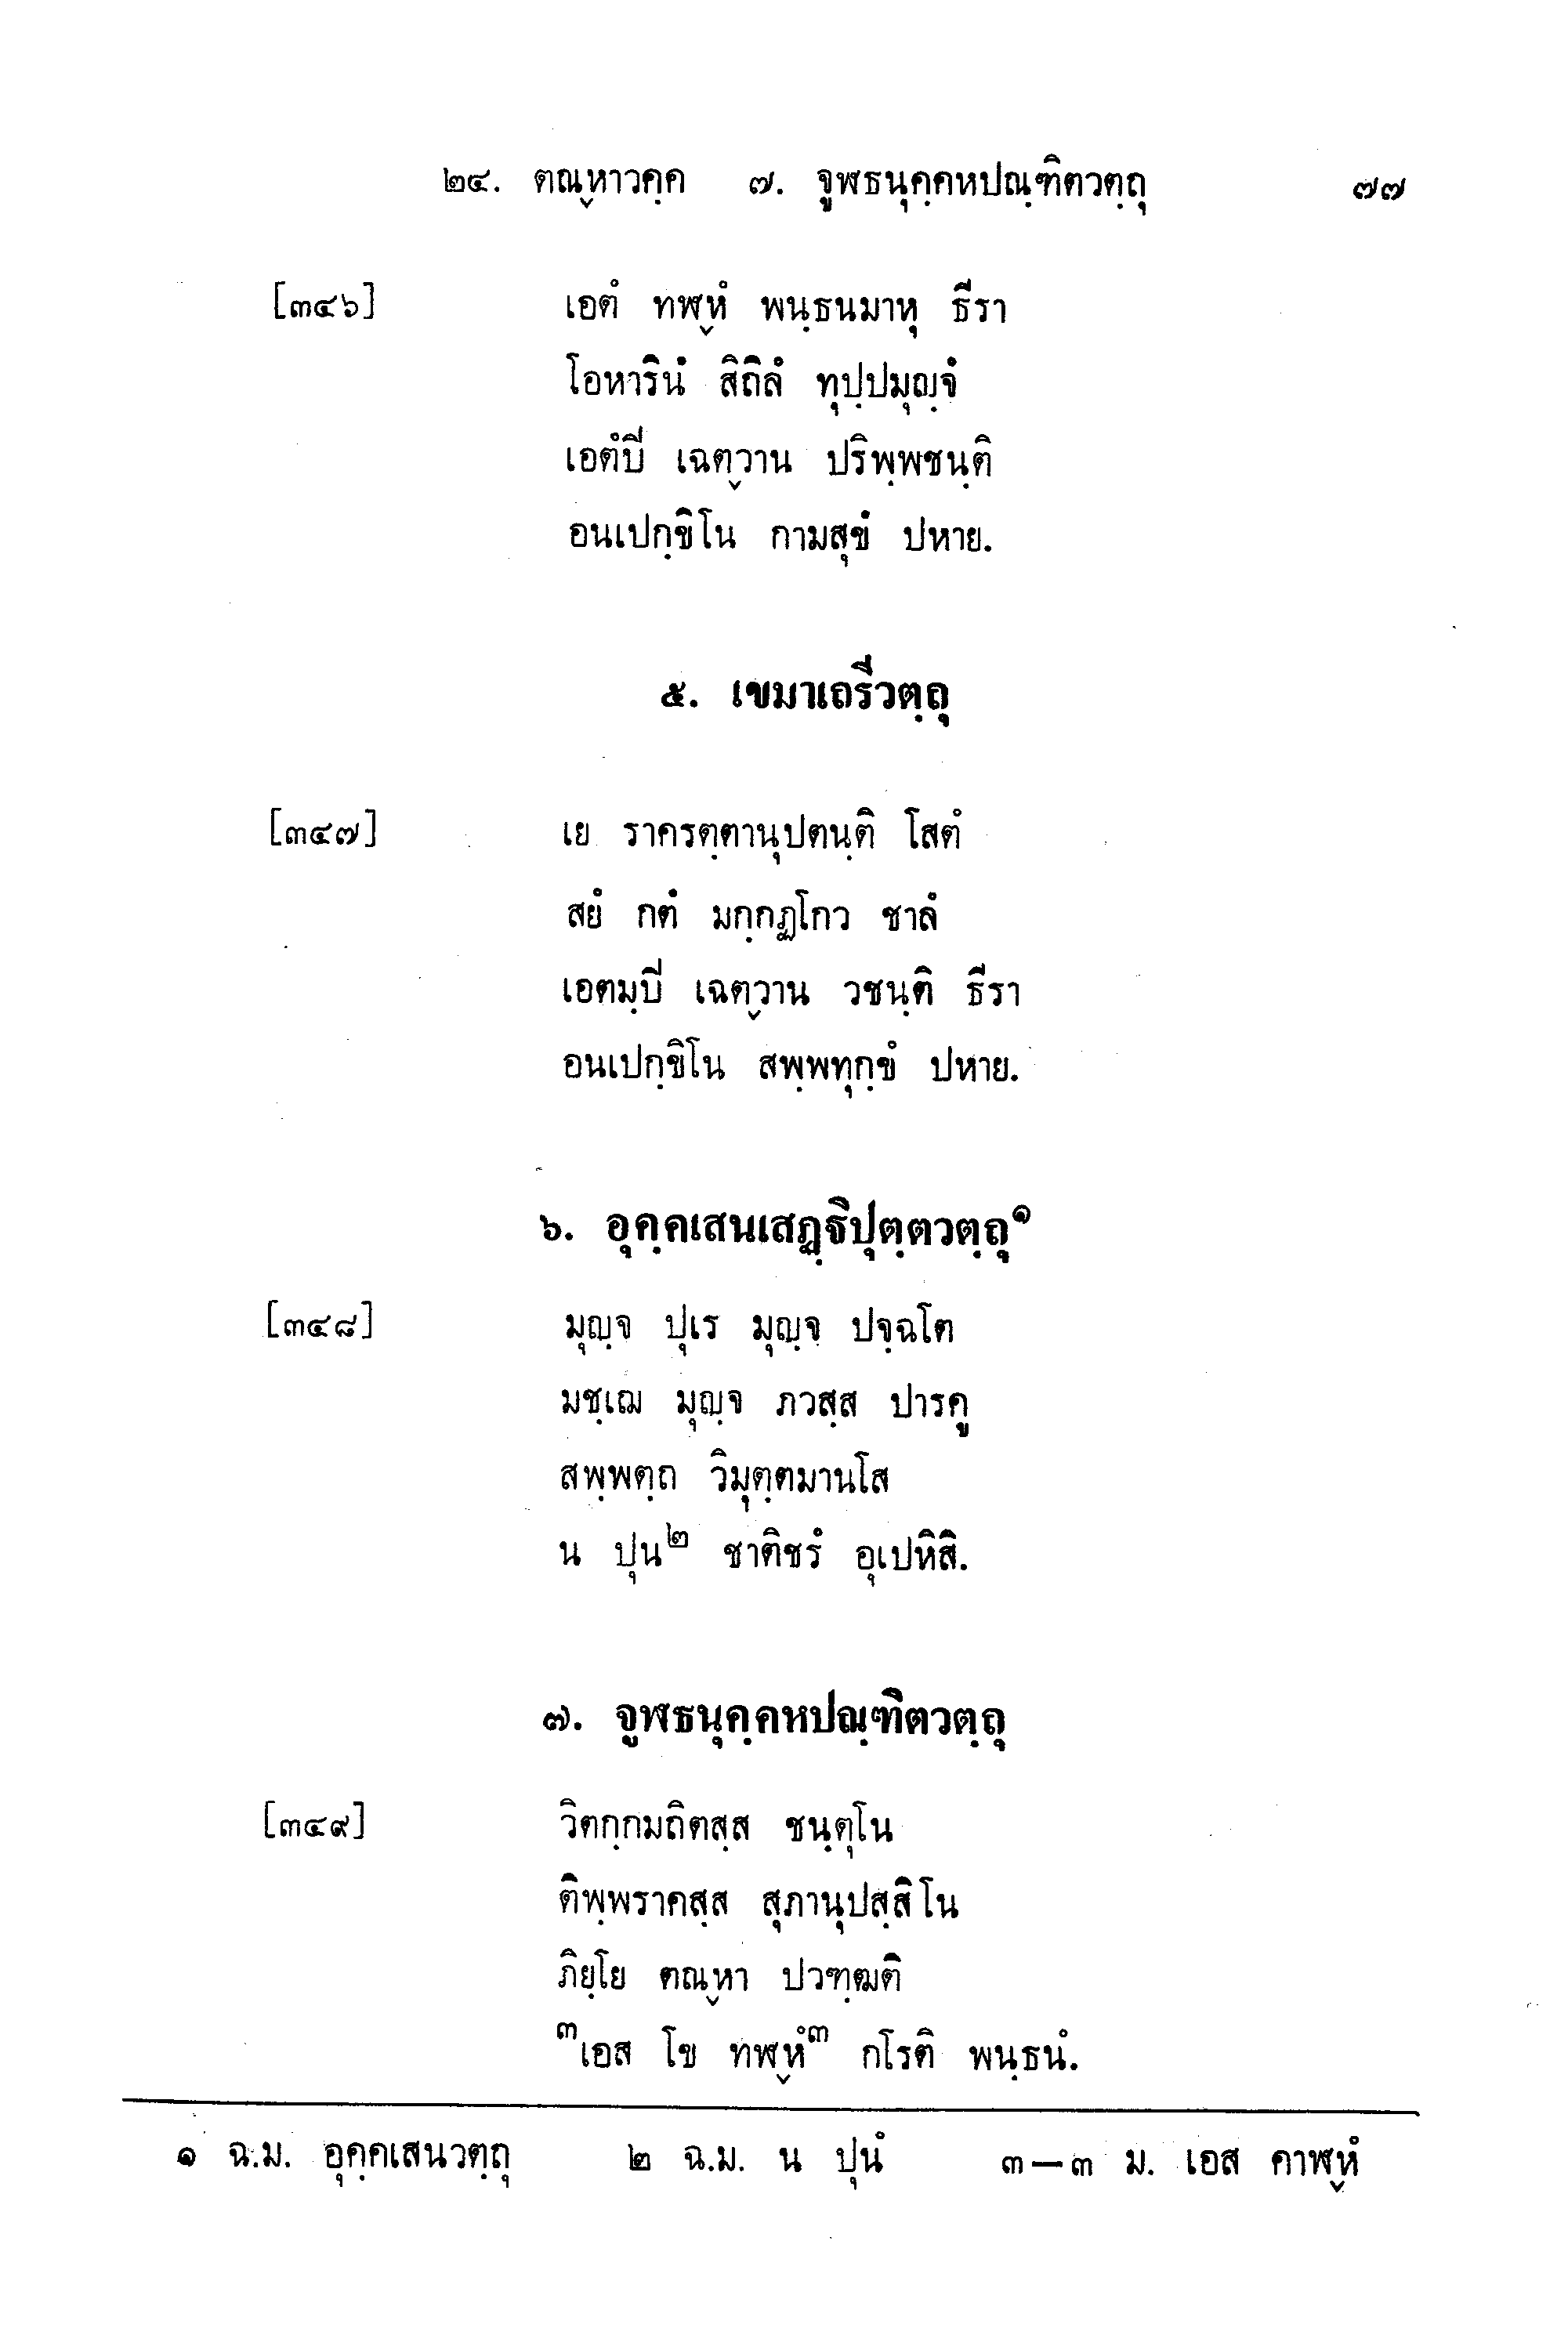 ๒๔. ตณฺหาวคฺค ๗. จูฬธนุคฺคหปณฺฑิตวตฺถุ ๗๗
[๓๔๖] เอตํ ทฬฺหํ พนฺธนมาหุ ธีรา
โอหารินํ สิถิลํ ทุปฺปมุญฺจํ
เอตํปี เฉตฺวาน ปริพฺพชนฺติ
อนเปกฺขิโน กามสุขํ ปหาย.
๕. เขมาเถรีวตฺถุ
[๓๔๗] เย ราครตฺตานุปตนฺติ โสตํ
สยํ กตํ มกฺกฏโกว ชาลํ
เอตมฺปี เฉตฺวาน วชนฺติ ธีรา
อนเปกฺขิโน สพฺพทุกฺขํ ปหาย.
๖. อุคฺคเสนเสฏฺฐิปุตฺตวตฺถุ๑
[๓๔๘] มุญฺจ ปุเร มุญฺจ ปจฺฉโต
มชฺเฌ มุญฺจ ภวสฺส ปารคู
สพฺพตฺถ วิมุตฺตมานโส
น ปุน๒ ชาติชรํ อุเปหิสิ.
๗. จูฬธนุคฺคหปณฺฑิตวตฺถุ
[๓๔๙] วิตกฺกมถิตสฺส ชนฺตุโน
ติพฺพราคสฺส สุภานุปสฺสิโน
ภิยฺโย ตณฺหา ปวฑฺฒติ
๓เอส โข ทฬฺหํ๓ กโรติ พนฺธนํ.
๑ ฉ.ม. อุคฺคเสนวตฺถุ ๒ ฉ.ม. น ปุนํ ๓—๓ ม. เอส คาฬฺหํ